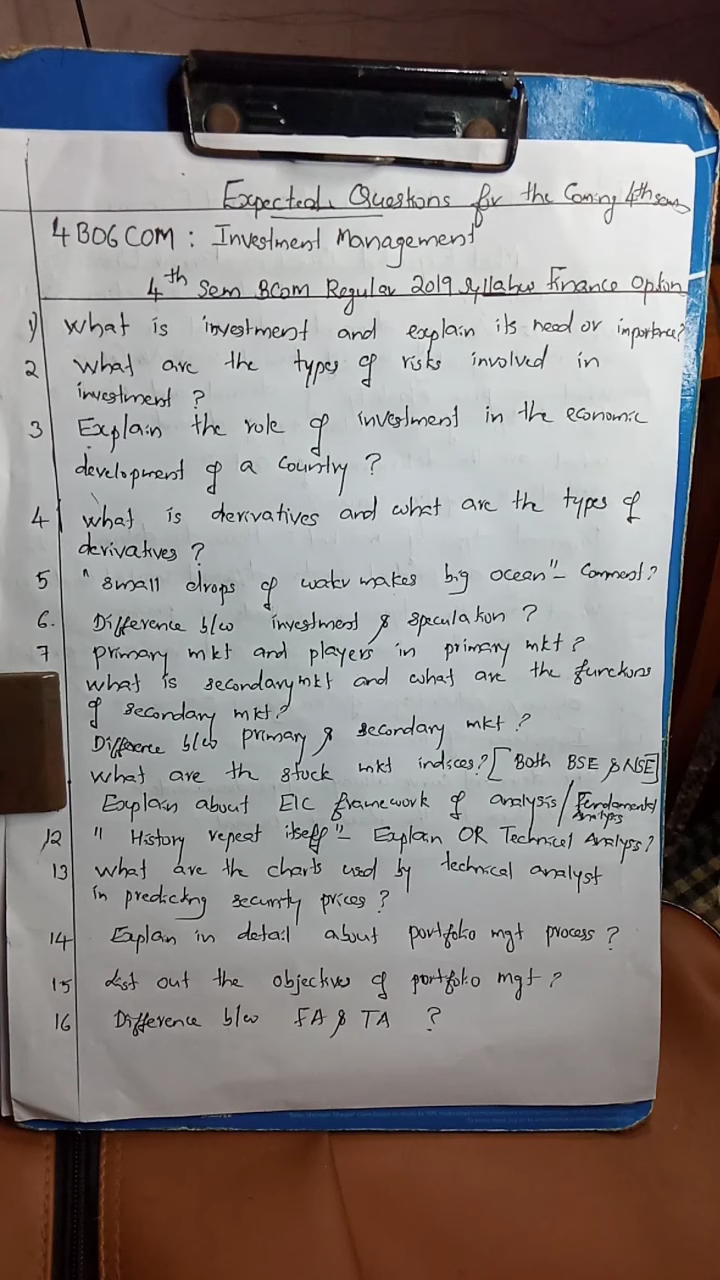 Expected Questions for the Coming 4th sem
4 BOG COM : Investment Management
4th Sem BCom Regular 2019 Syllabus Finance Option
1) What is investment and explain its need or importance?
2 What are the types of risks involved in
investment ?
3 Explain the role of investment in the economic
development of a Country ?
4 What is derivatives and what are the types of
derivatives ?
5 "Small drops of water makes big ocean" - Comment?
6. Difference b/w investment & speculation ?
7 primary mkt and players in primary mkt ?
What is secondary mkt and what are the functions
of secondary mkt?
Difference b/w primary & secondary mkt ?
What are the stock mkt indices? [Both BSE & NSE]
Explain about EIC framework of analysis / Fundamental
Analysis
12 " History repeat itself" - Explain OR Technical Analysis?
13 What are the charts used by technical analyst
in predicting security prices ?
14 Explain in detail about portfolio mgt process ?
15 List out the objectives of portfolio mgt ?
16 Difference b/w FA & TA ?